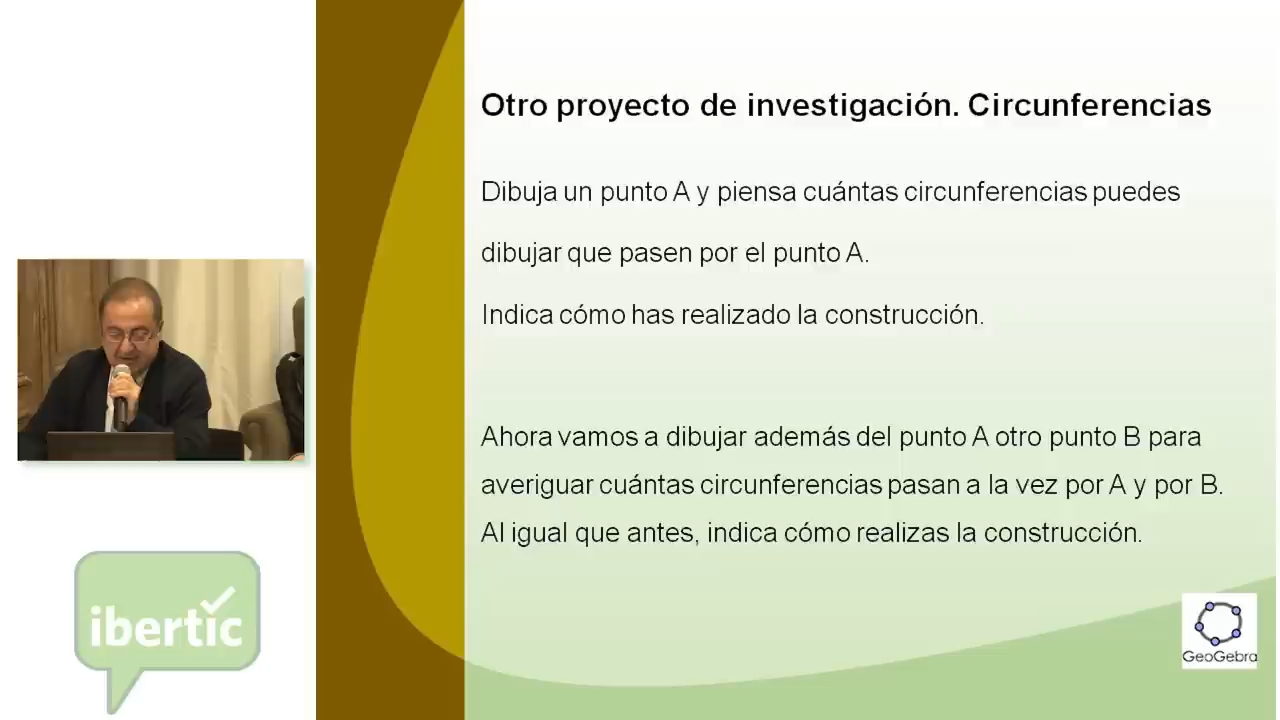 Otro proyecto de investigación. Circunferencias
Dibuja un punto A y piensa cuántas circunferencias puedes
dibujar que pasen por el punto A.
Indica cómo has realizado la construcción.
Ahora vamos a dibujar además del punto A otro punto B para
averiguar cuántas circunferencias pasan a la vez por A y por B.
Al igual que antes, indica cómo realizas la construcción.
ibertic
GeoGebra